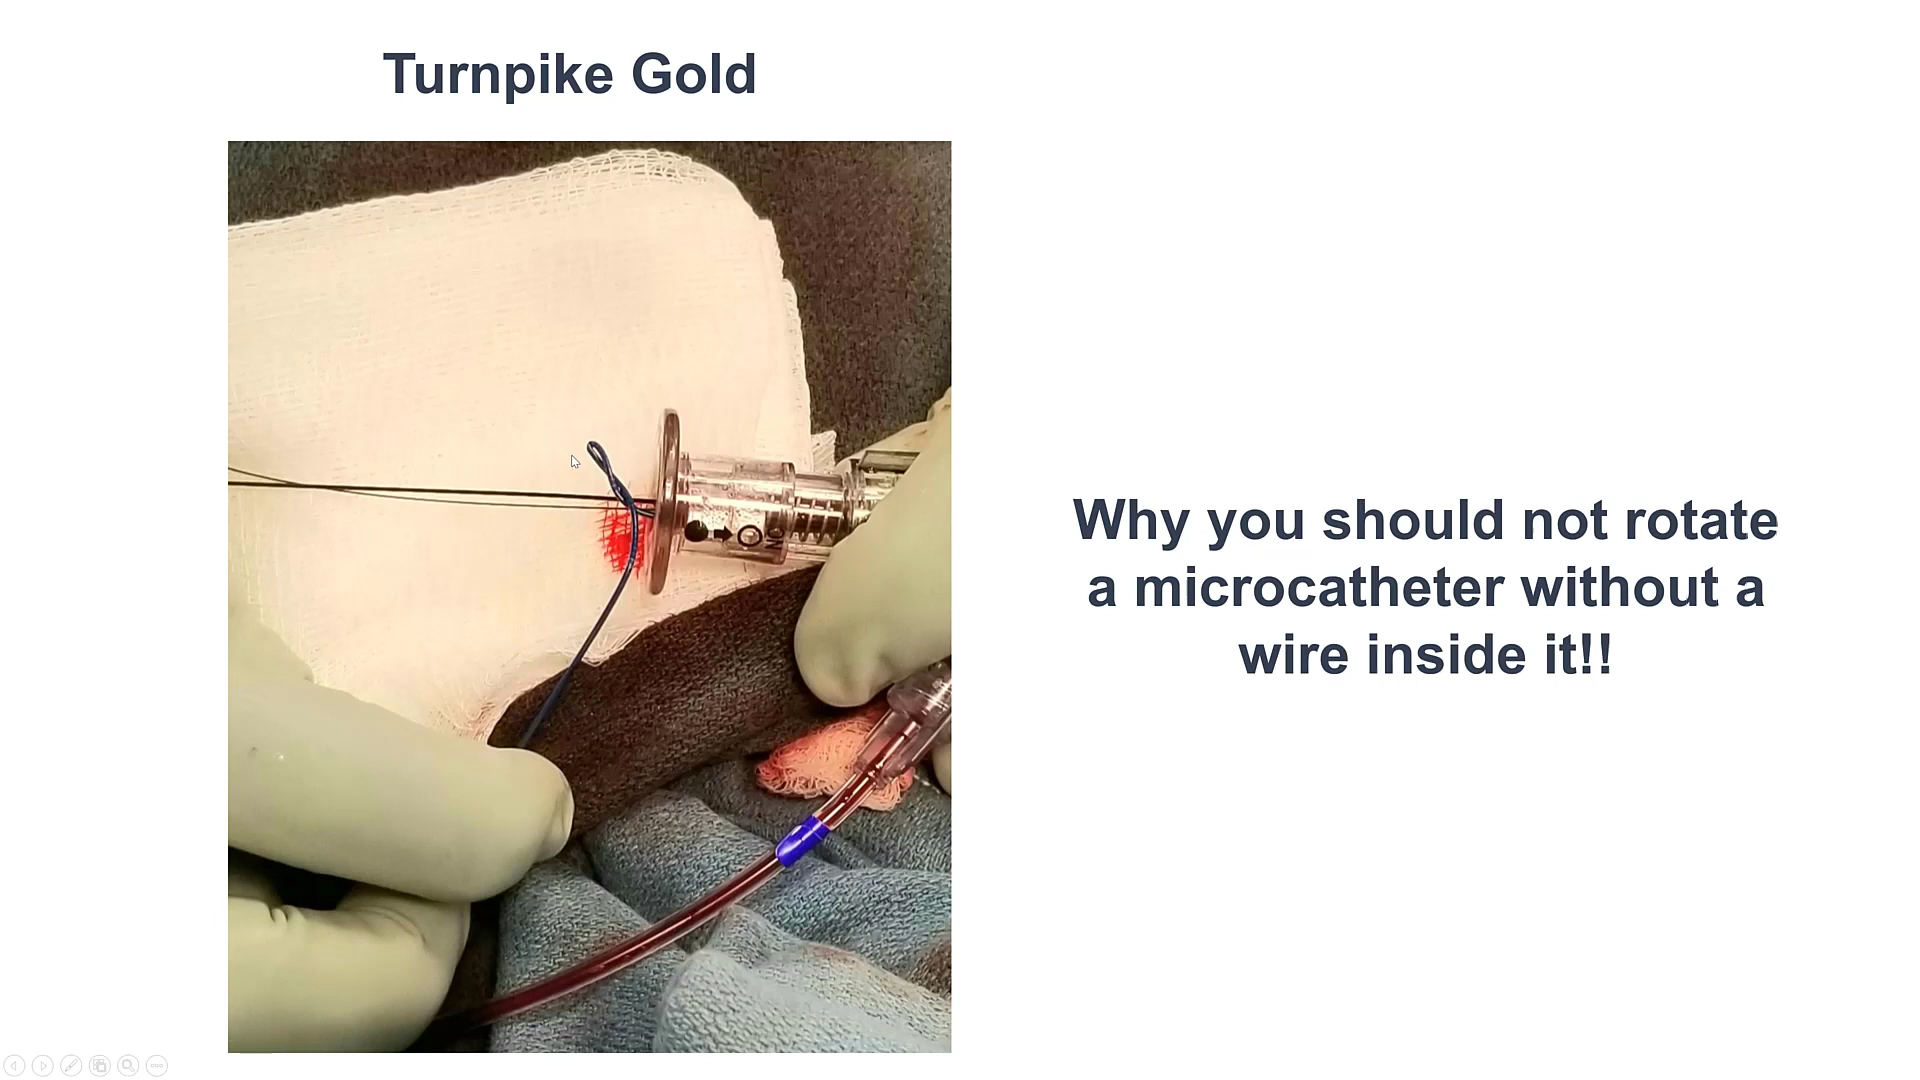 Turnpike Gold
Why you should not rotate
a microcatheter without a
wire inside it!!